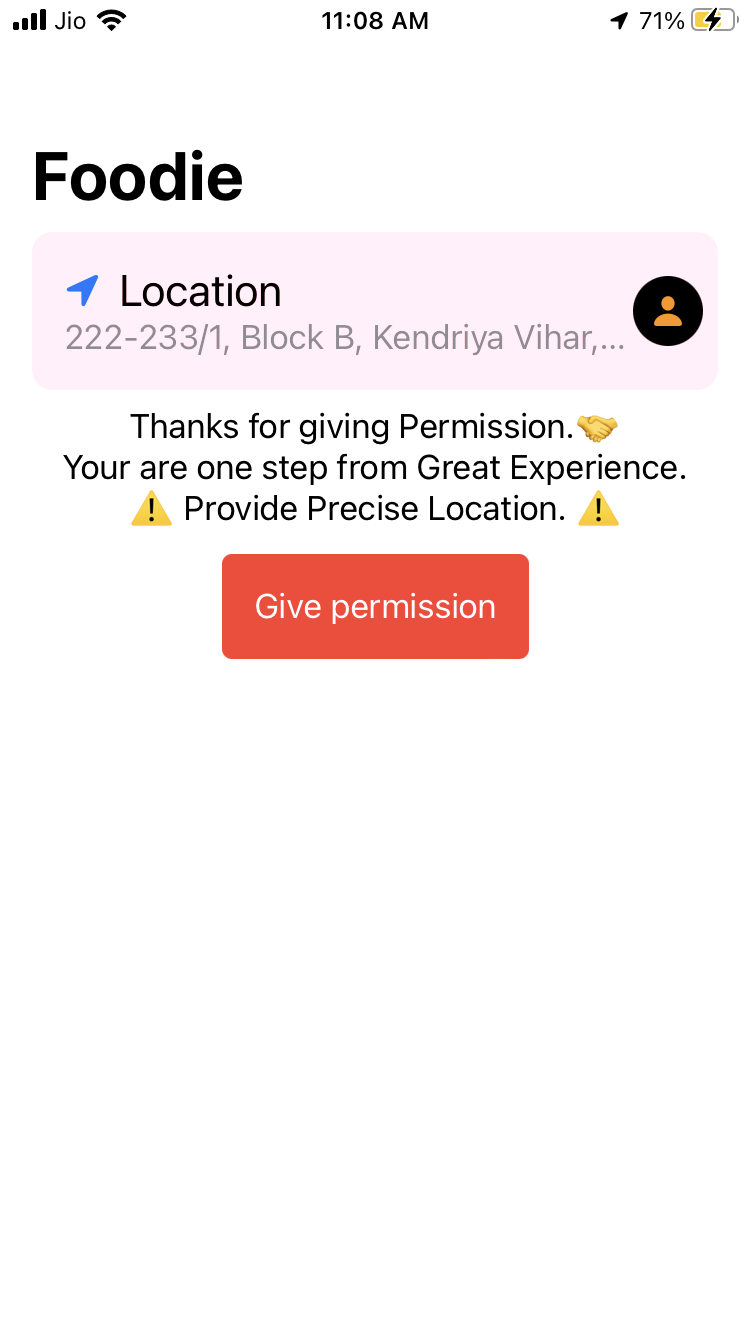 Jio 11:08 AM 71%
Foodie
Location
222-233/1, Block B, Kendriya Vihar,...
Thanks for giving Permission.🤝
Your are one step from Great Experience.
⚠️ Provide Precise Location. ⚠️
Give permission